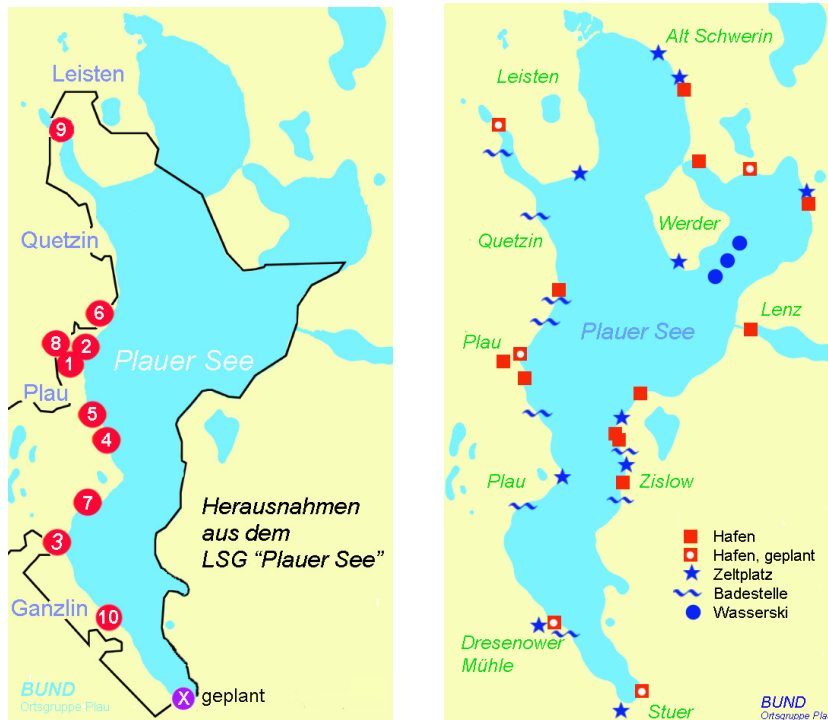 Leisten
9
Quetzin
6
8
2
1
Plauer See
Plau
5
4
7
Herausnahmen
aus dem
LSG "Plauer See"
3
Ganzlin
10
BUND
Ortsgruppe Plau
X
geplant
Alt Schwerin
Leisten
Werder
Quetzin
Lenz
Plauer See
Plau
Plau
Zislow
Hafen
Hafen, geplant
Zeltplatz
Badestelle
Wasserski
Dresenower
Mühle
Stuer
BUND
Ortsgruppe Pla